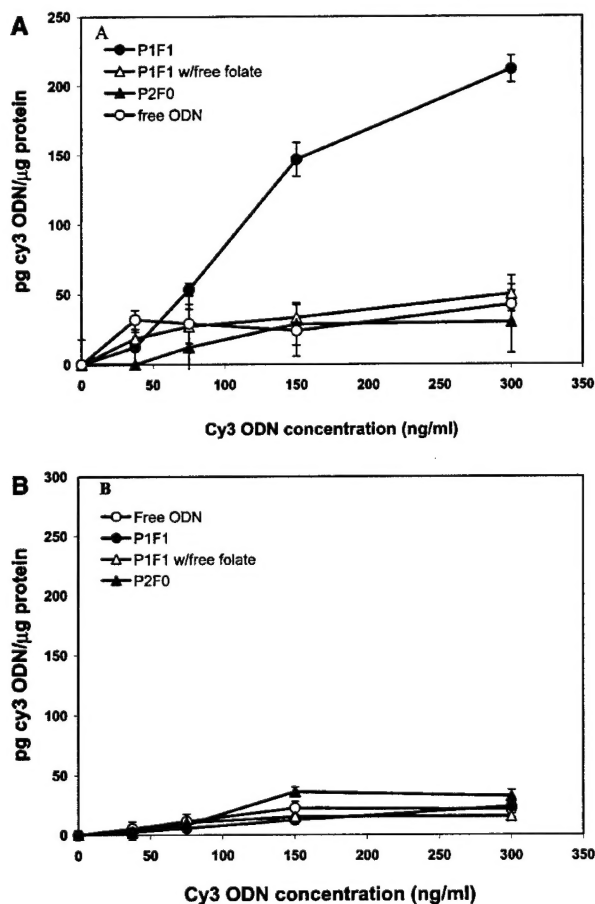 A
A
P1F1
P1F1 w/free folate
P2F0
free ODN
250
200
150
100
50
0
pg cy3 ODN/µg protein
0 50 100 150 200 250 300 350
Cy3 ODN concentration (ng/ml)
B
B
Free ODN
P1F1
P1F1 w/free folate
P2F0
300
250
200
150
100
50
0
pg cy3 ODN/µg protein
0 50 100 150 200 250 300 350
Cy3 ODN concentration (ng/ml)